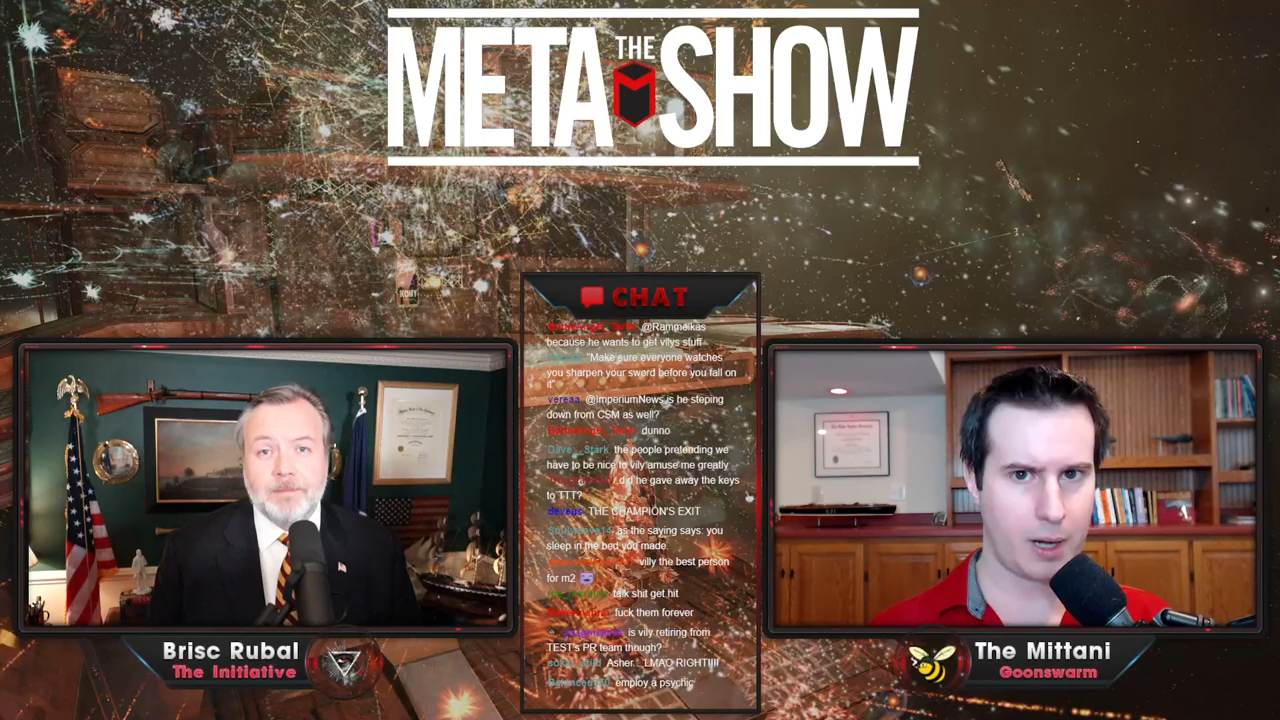 META THE SHOW
CHAT
@Rammelkas
because he wants to get vilys stuff
"Make sure everyone watches
you sharpen your sword before you fall on
it"
vereaa @ImperiumNews is he steping
down from CSM as well?
dunno
Dave__Stark the people pretending we
have to be nice to vily amuse me greatly
did he gave away the keys
to TTT?
THE CHAMPION'S EXIT
as the saying says: you
sleep in the bed you made.
villy the best person
for m2
talk shit get hit
fuck them forever
is vily retiring from
TEST's PR team though?
Asher... LMAO RIGHT!!!!
employ a psychic
Brisc Rubal
The Initiative
The Mittani
Goonswarm